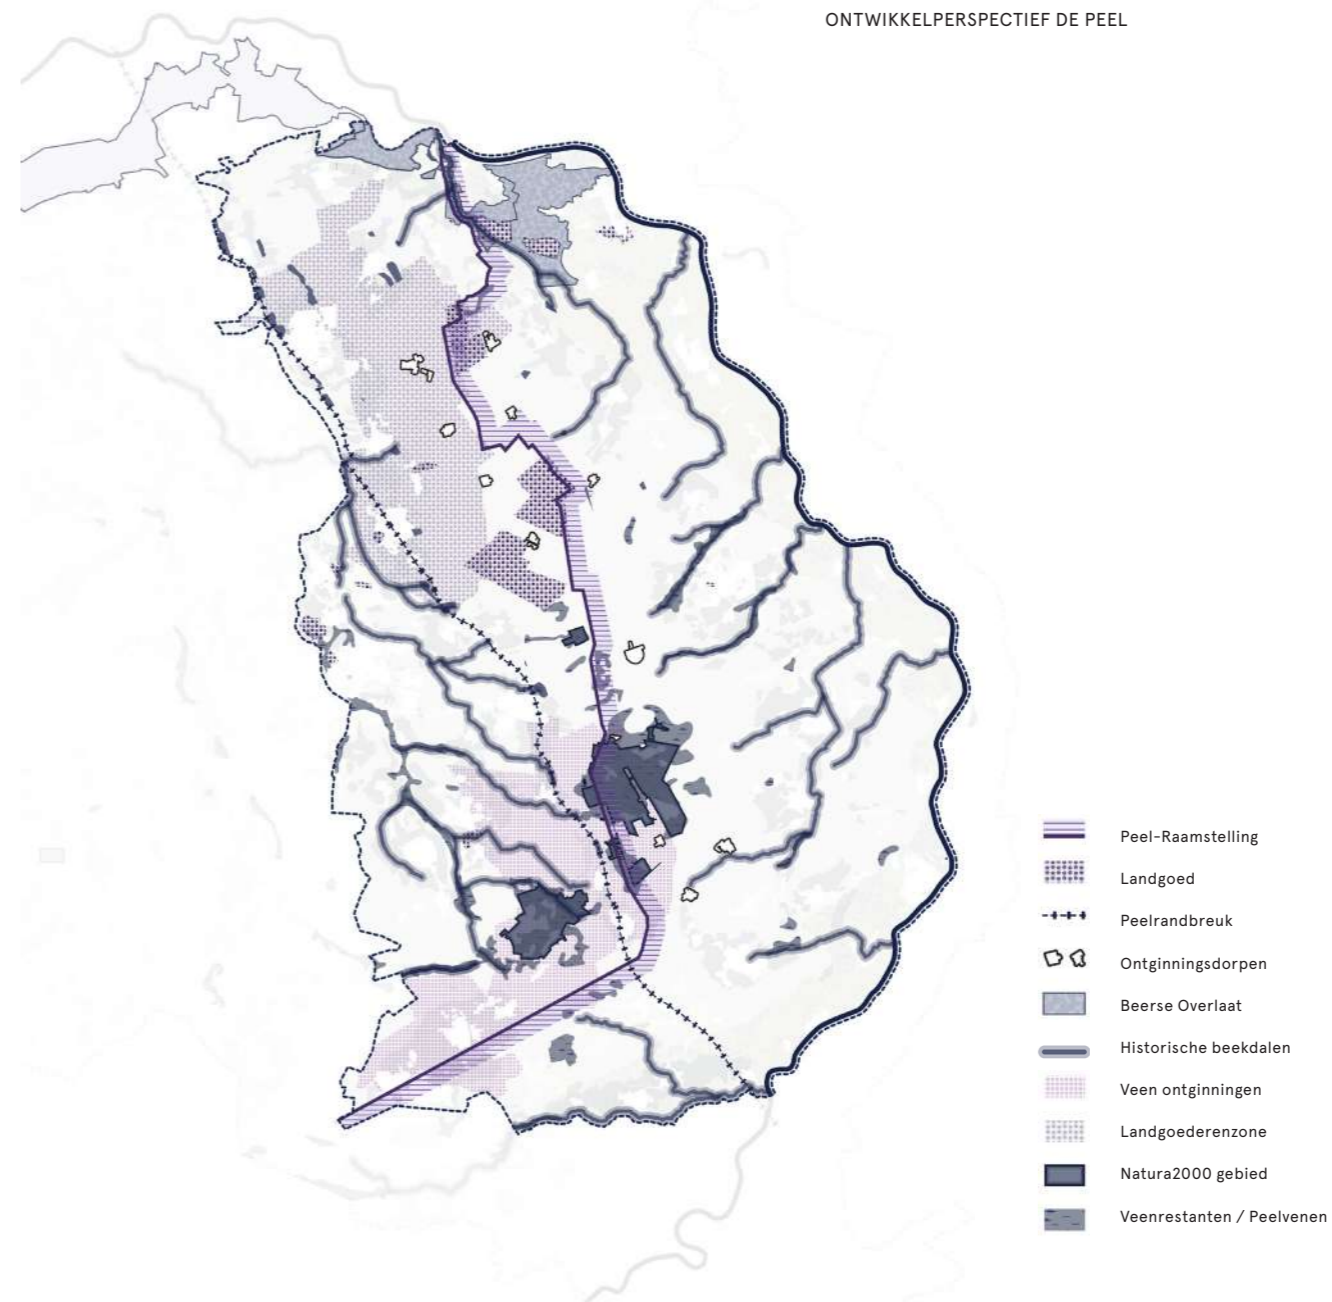 ONTWIKKELPERSPECTIEF DE PEEL
Peel-Raamstelling
Landgoed
Peelrandbreuk
Ontginningsdorpen
Beerse Overlaat
Historische beekdalen
Veen ontginningen
Landgoederenzone
Natura2000 gebied
Veenrestanten / Peelvenen